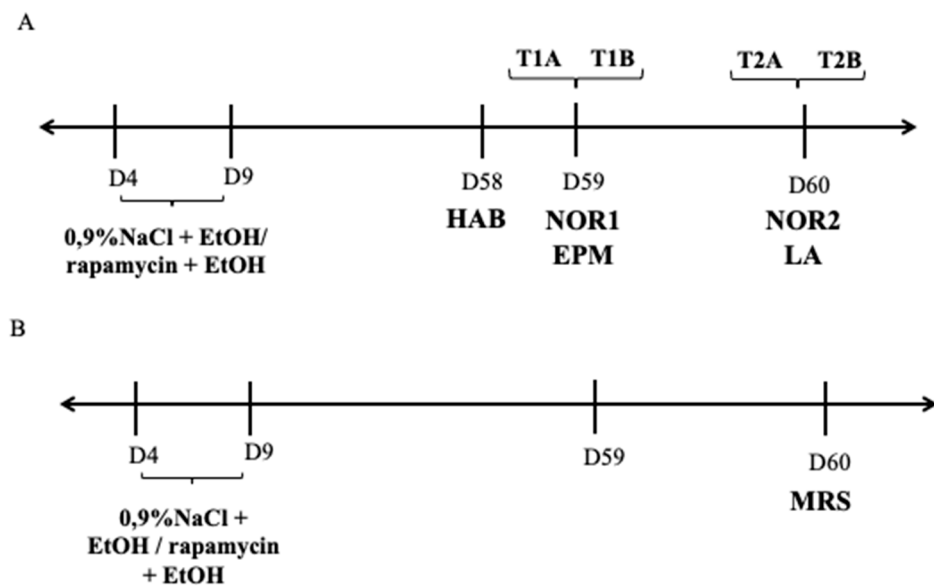 A
T1A T1B T2A T2B
D4 D9 D58 D59 D60
HAB NOR1 NOR2
EPM LA
0,9%NaCl + EtOH/
rapamycin + EtOH
B
D4 D9 D59 D60
MRS
0,9%NaCl +
EtOH / rapamycin
+ EtOH